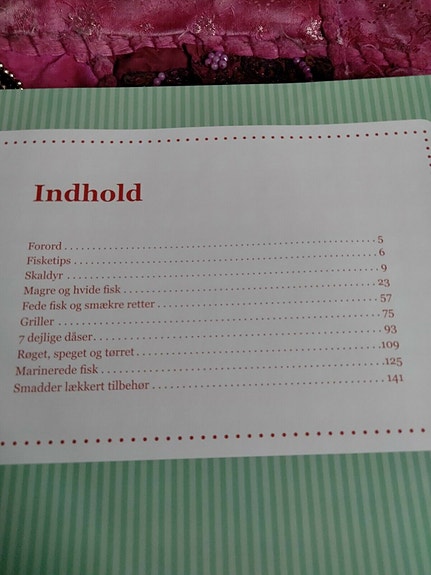 Indhold
Forord . . . . . . . . . . . . . . . . . . . . . . . . . . . . . . . . . . . . . . . . . . . . . . . . . . . 5
Fisketips . . . . . . . . . . . . . . . . . . . . . . . . . . . . . . . . . . . . . . . . . . . . . . . . . 6
Skaldyr . . . . . . . . . . . . . . . . . . . . . . . . . . . . . . . . . . . . . . . . . . . . . . . . . . 9
Magre og hvide fisk . . . . . . . . . . . . . . . . . . . . . . . . . . . . . . . . . . . . . . . . 23
Fede fisk og smækre retter . . . . . . . . . . . . . . . . . . . . . . . . . . . . . . . . . . 57
Griller . . . . . . . . . . . . . . . . . . . . . . . . . . . . . . . . . . . . . . . . . . . . . . . . . . 75
7 dejlige dåser. . . . . . . . . . . . . . . . . . . . . . . . . . . . . . . . . . . . . . . . . . . . 93
Røget, speget og tørret . . . . . . . . . . . . . . . . . . . . . . . . . . . . . . . . . . . . .109
Marinerede fisk . . . . . . . . . . . . . . . . . . . . . . . . . . . . . . . . . . . . . . . . . . .125
Smadder lækkert tilbehør . . . . . . . . . . . . . . . . . . . . . . . . . . . . . . . . . . . 141